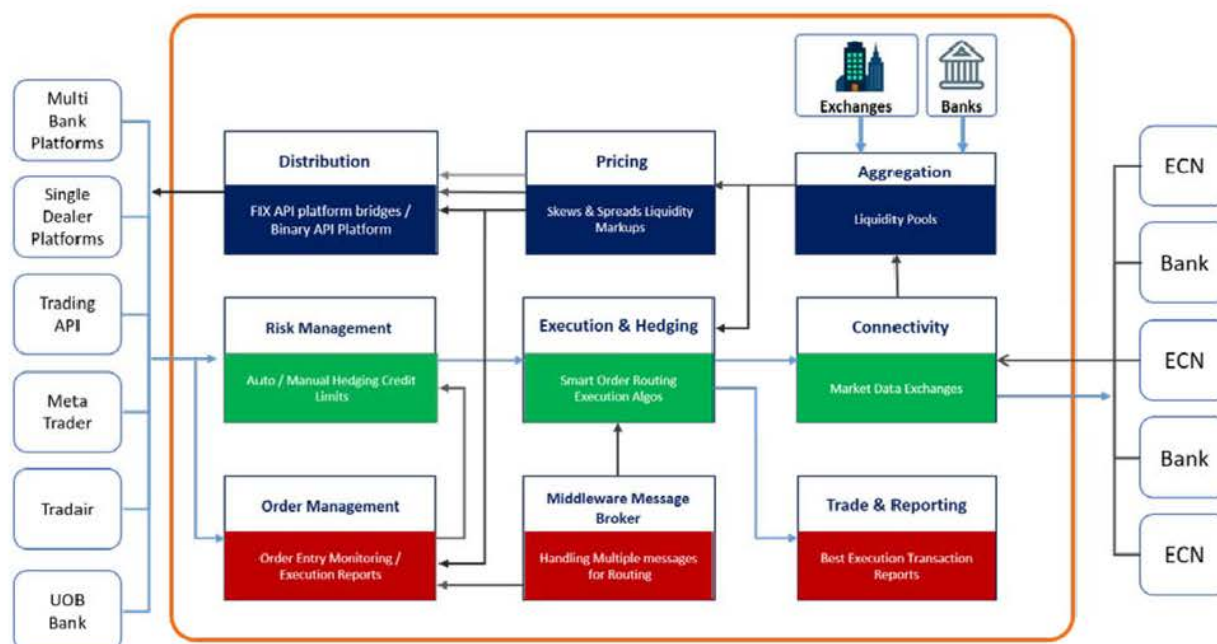 Exchanges
Banks
Multi
Bank
Platforms
Single
Dealer
Platforms
Trading
API
Meta
Trader
Tradair
UOB
Bank
Distribution
FIX API platform bridges /
Binary API Platform
Pricing
Skews & Spreads Liquidity
Markups
Aggregation
Liquidity Pools
Risk Management
Auto / Manual Hedging Credit
Limits
Execution & Hedging
Smart Order Routing
Execution Algos
Connectivity
Market Data Exchanges
Order Management
Order Entry Monitoring /
Execution Reports
Middleware Message
Broker
Handling Multiple messages
for Routing
Trade & Reporting
Best Execution Transaction
Reports
ECN
Bank
ECN
Bank
ECN